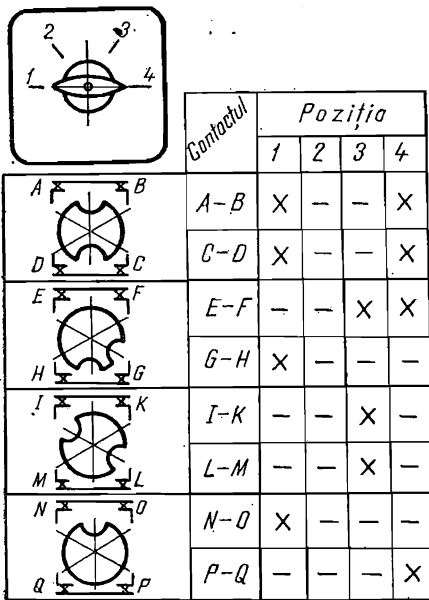 2 3
1 4
Contactul Poziția
1 2 3 4
A B
D C
A-B X - - X
C-D X - - X
E F
H G
E-F - - X X
G-H X - - -
I K
M L
I-K - - X -
L-M - - X -
N O
Q P
N-O X - - -
P-Q - - - X